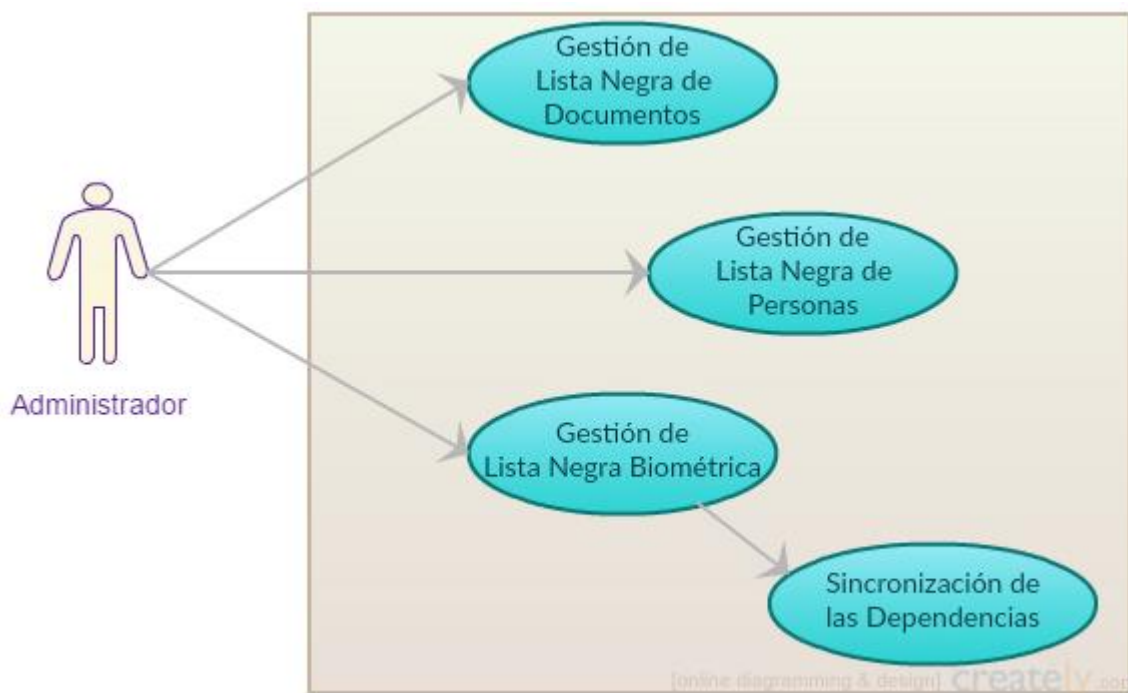 Gestión de
Lista Negra de
Documentos
Gestión de
Lista Negra de
Personas
Administrador
Gestión de
Lista Negra Biométrica
Sincronización de
las Dependencias
[online diagramming & design] creately.com